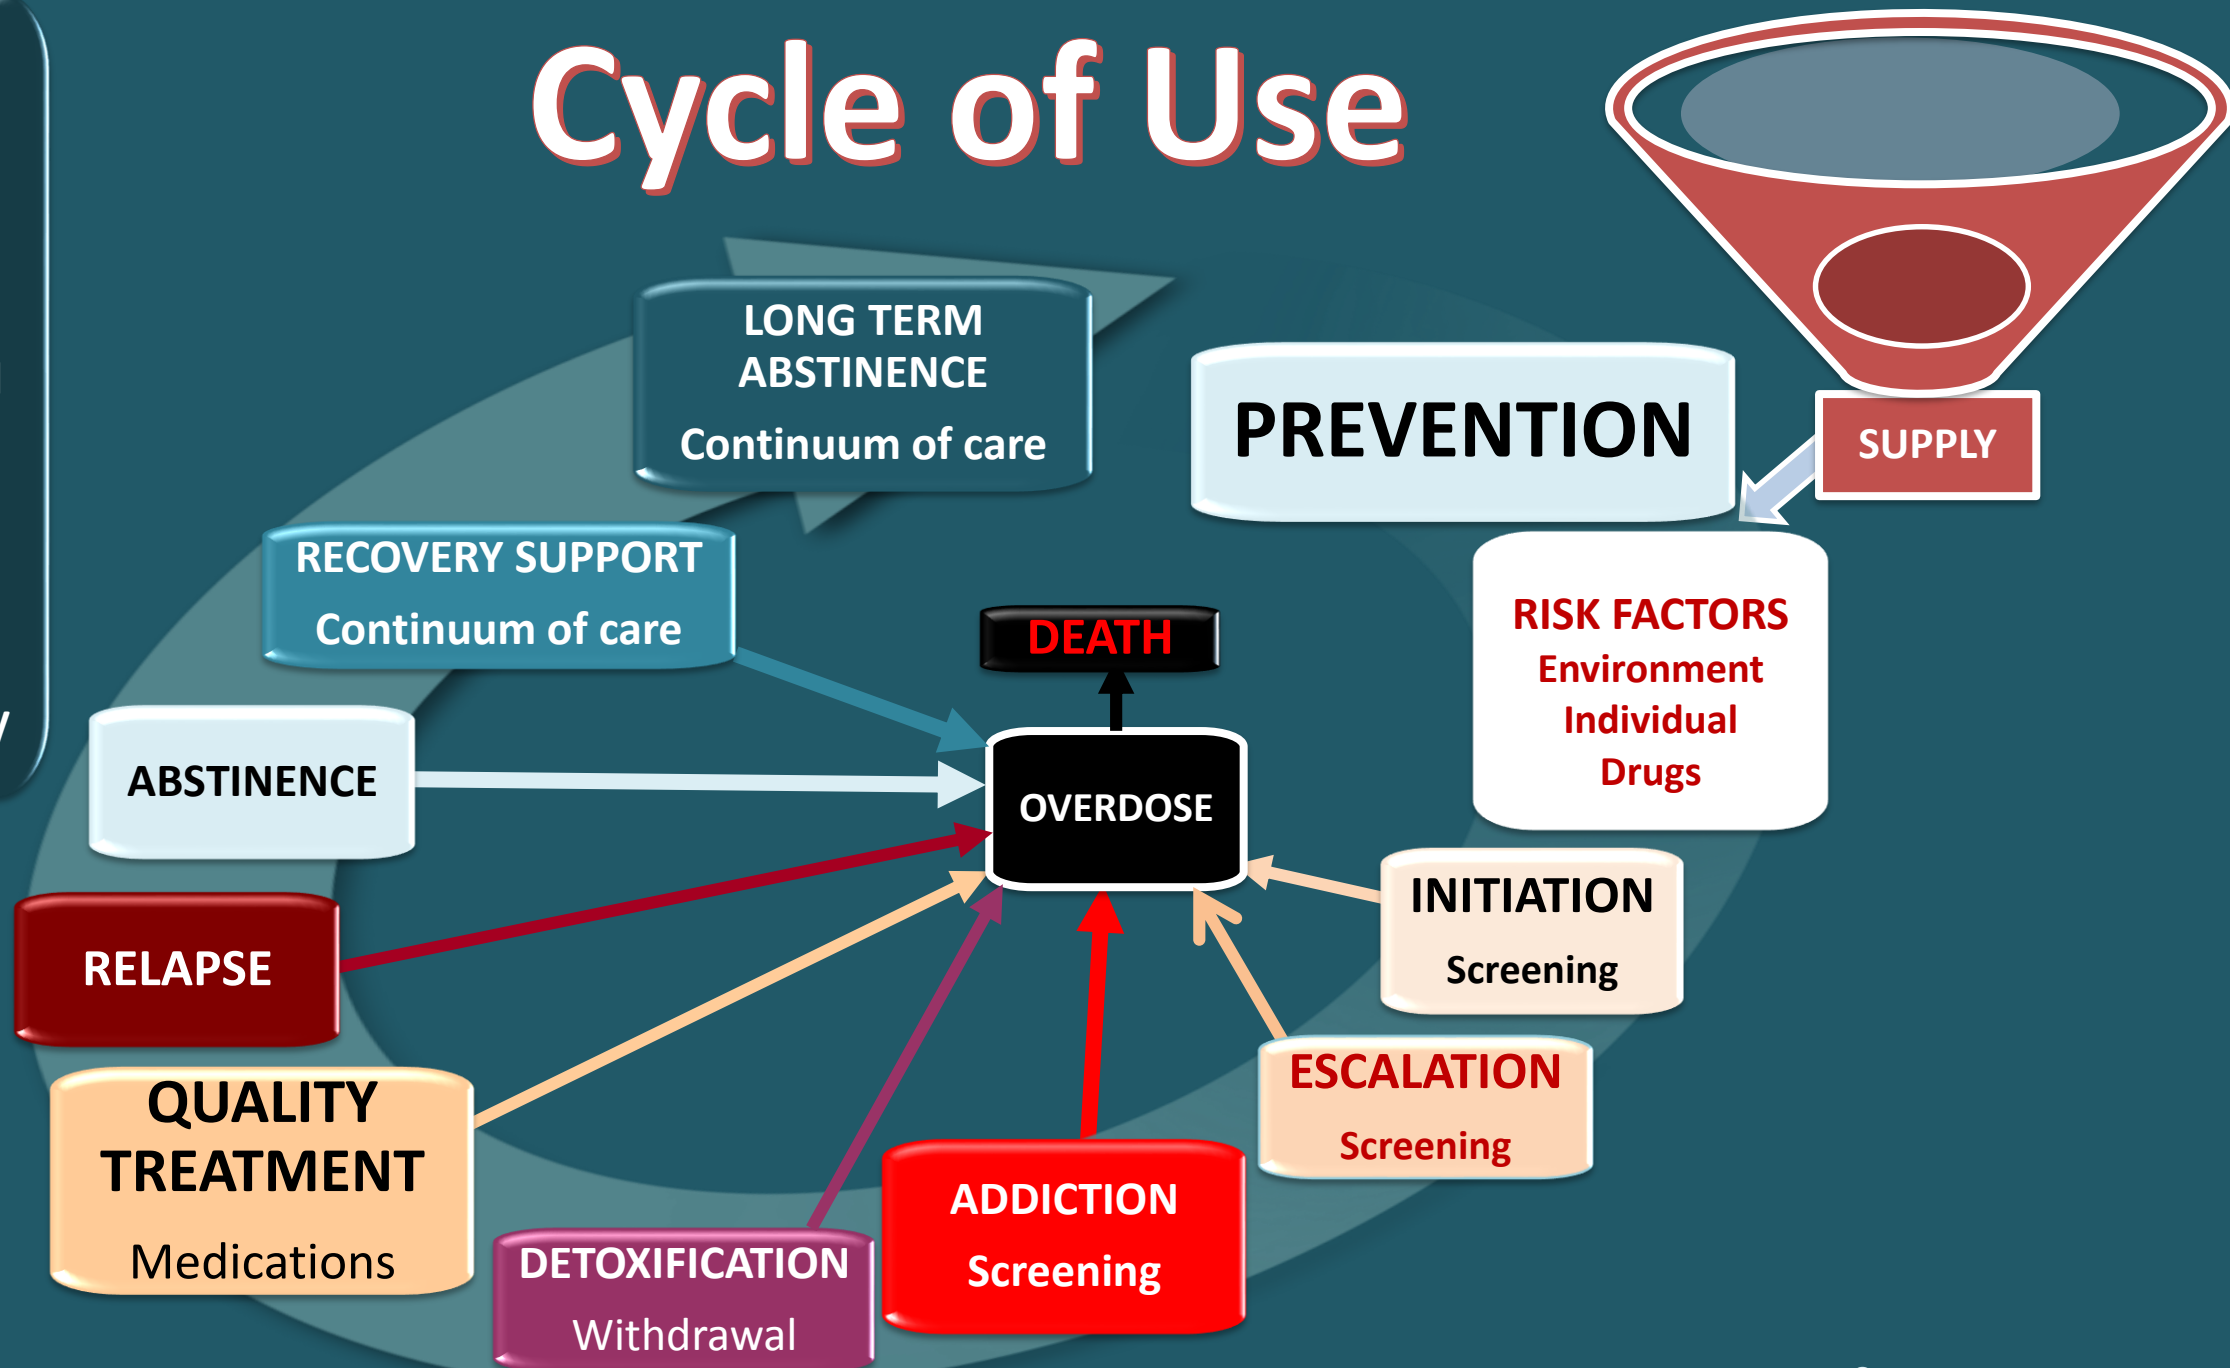 Cycle of Use
LONG TERM
ABSTINENCE
Continuum of care
PREVENTION
SUPPLY
RISK FACTORS
Environment
Individual
Drugs
RECOVERY SUPPORT
Continuum of care
DEATH
ABSTINENCE
OVERDOSE
INITIATION
Screening
RELAPSE
ESCALATION
Screening
QUALITY
TREATMENT
Medications
ADDICTION
Screening
DETOXIFICATION
Withdrawal